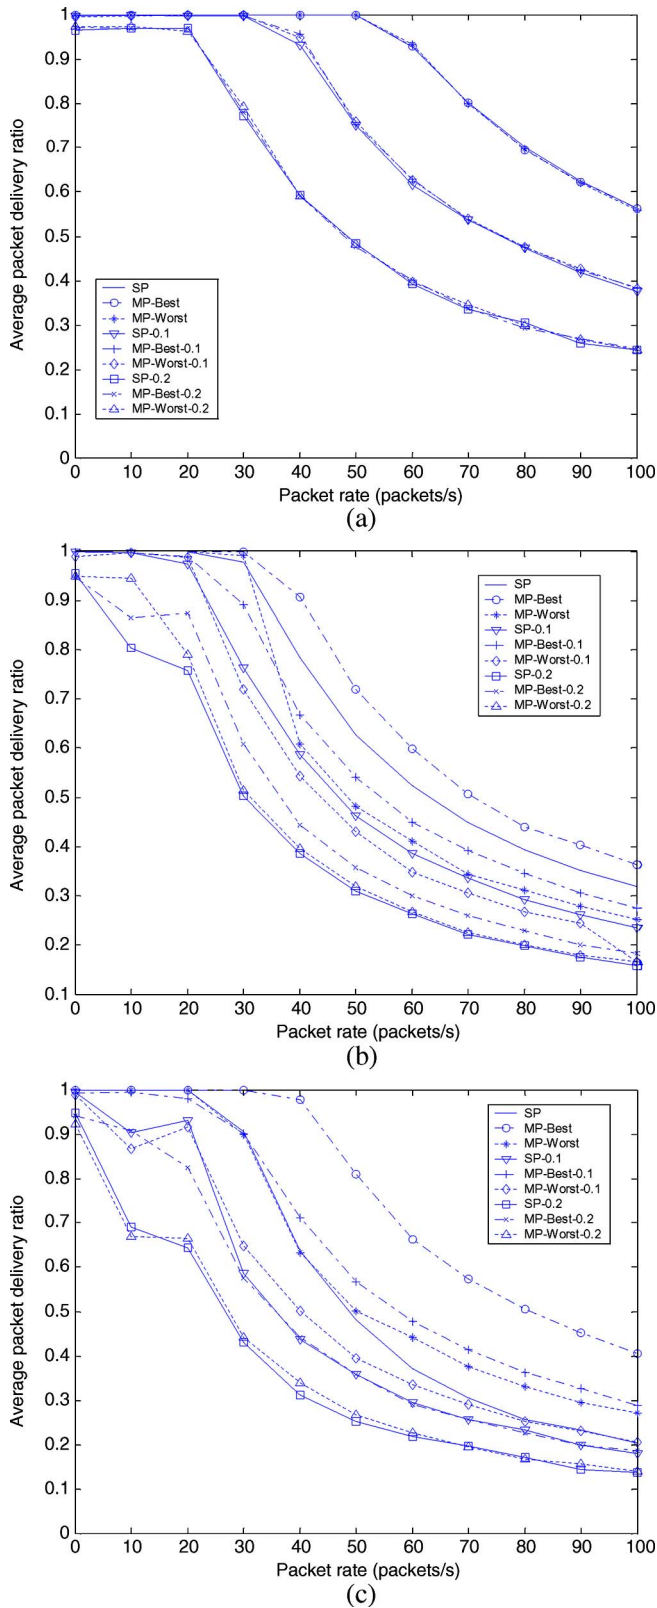 1
0.9
0.8
0.7
0.6
0.5
0.4
0.3
0.2
0.1
0
Average packet delivery ratio
SP
MP-Best
MP-Worst
SP-0.1
MP-Best-0.1
MP-Worst-0.1
SP-0.2
MP-Best-0.2
MP-Worst-0.2
0 10 20 30 40 50 60 70 80 90 100
Packet rate (packets/s)
(a)
1
0.9
0.8
0.7
0.6
0.5
0.4
0.3
0.2
0.1
Average packet delivery ratio
SP
MP-Best
MP-Worst
SP-0.1
MP-Best-0.1
MP-Worst-0.1
SP-0.2
MP-Best-0.2
MP-Worst-0.2
0 10 20 30 40 50 60 70 80 90 100
Packet rate (packets/s)
(b)
1
0.9
0.8
0.7
0.6
0.5
0.4
0.3
0.2
0.1
0
Average packet delivery ratio
SP
MP-Best
MP-Worst
SP-0.1
MP-Best-0.1
MP-Worst-0.1
SP-0.2
MP-Best-0.2
MP-Worst-0.2
0 10 20 30 40 50 60 70 80 90 100
Packet rate (packets/s)
(c)